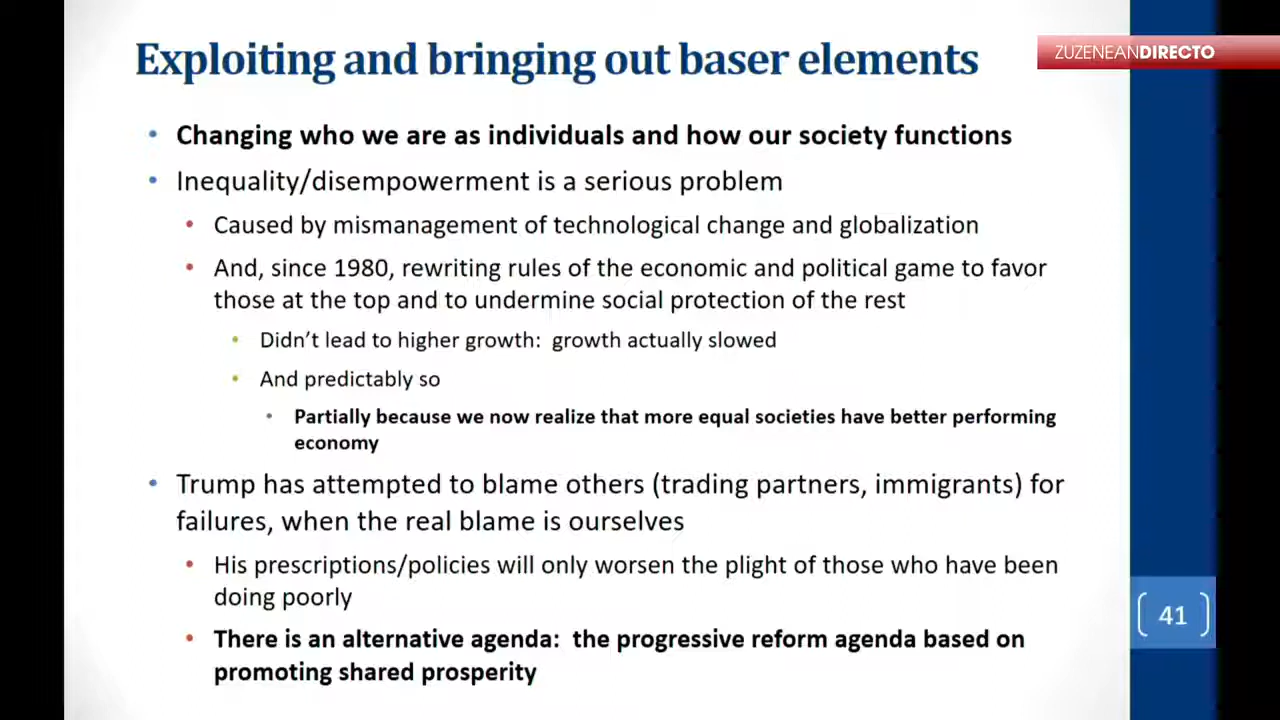 Exploiting and bringing out baser elements
ZUZENEANDIRECTO
• Changing who we are as individuals and how our society functions
• Inequality/disempowerment is a serious problem
• Caused by mismanagement of technological change and globalization
• And, since 1980, rewriting rules of the economic and political game to favor
those at the top and to undermine social protection of the rest
• Didn’t lead to higher growth:  growth actually slowed
• And predictably so
• Partially because we now realize that more equal societies have better performing
economy
• Trump has attempted to blame others (trading partners, immigrants) for
failures, when the real blame is ourselves
• His prescriptions/policies will only worsen the plight of those who have been
doing poorly
• There is an alternative agenda:  the progressive reform agenda based on
promoting shared prosperity
41